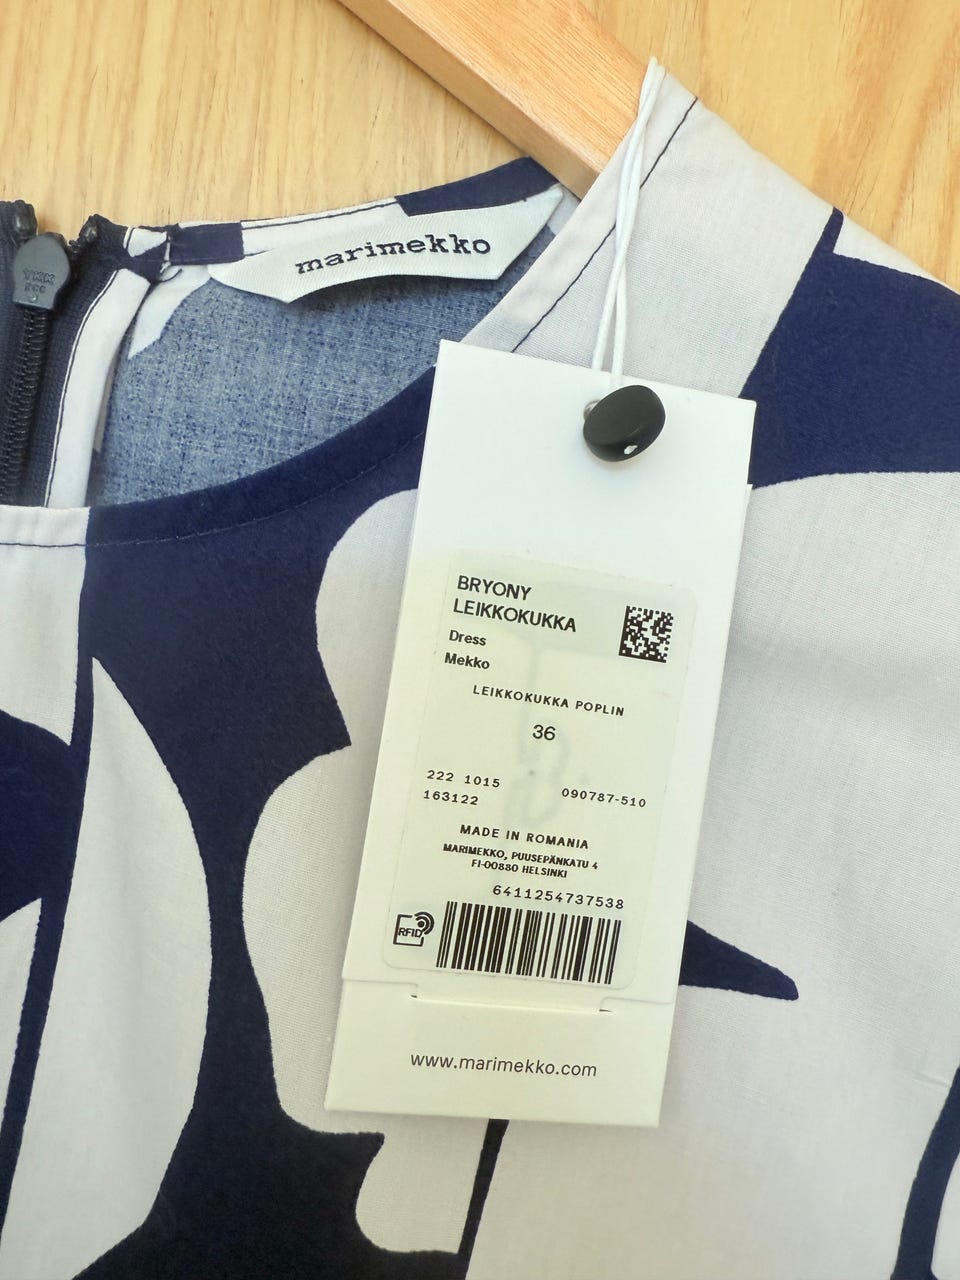 marimekko
YKK
BRYONY
LEIKKOKUKKA
Dress
Mekko
LEIKKOKUKKA POPLIN
36
222 1015
163122
090787-510
MADE IN ROMANIA
MARIMEKKO, PUUSEPÄNKATU 4
FI-00880 HELSINKI
6411254737538
RFID
www.marimekko.com